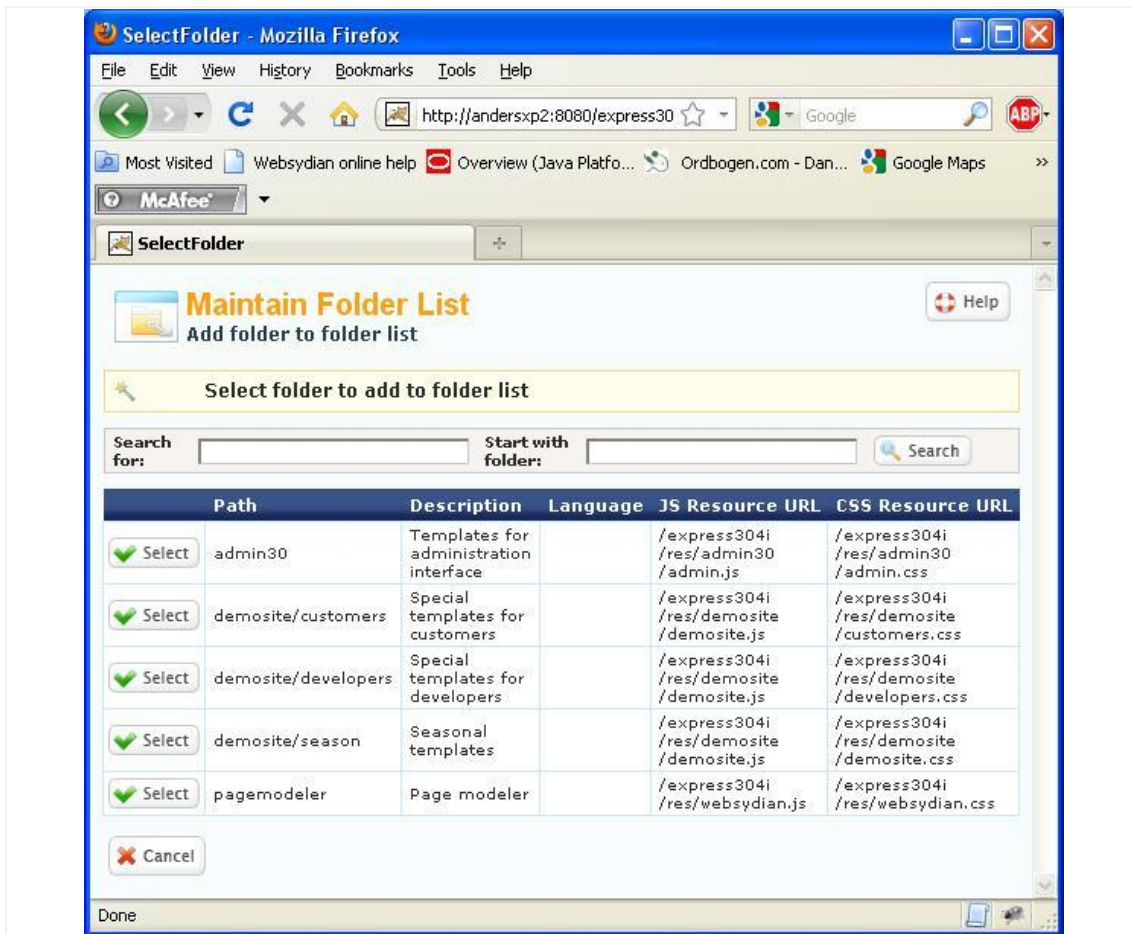 SelectFolder - Mozilla Firefox
File Edit View History Bookmarks Tools Help
http://andersxp2:8080/express30 Google ABP
Most Visited Websydian online help Overview (Java Platfo... Ordbogen.com - Dan... Google Maps »
McAfee
SelectFolder
Maintain Folder List
Help
Add folder to folder list
Select folder to add to folder list
Search for:
Start with folder:
Search
Path Description Language JS Resource URL CSS Resource URL
Select admin30
Templates for
administration
interface
/express304i
/res/admin30
/admin.js
/express304i
/res/admin30
/admin.css
Select demosite/customers
Special
templates for
customers
/express304i
/res/demosite
/demosite.js
/express304i
/res/demosite
/customers.css
Select demosite/developers
Special
templates for
developers
/express304i
/res/demosite
/demosite.js
/express304i
/res/demosite
/developers.css
Select demosite/season
Seasonal
templates
/express304i
/res/demosite
/demosite.js
/express304i
/res/demosite
/demosite.css
Select pagemodeler
Page modeler
/express304i
/res/websydian.js
/express304i
/res/websydian.css
Cancel
Done